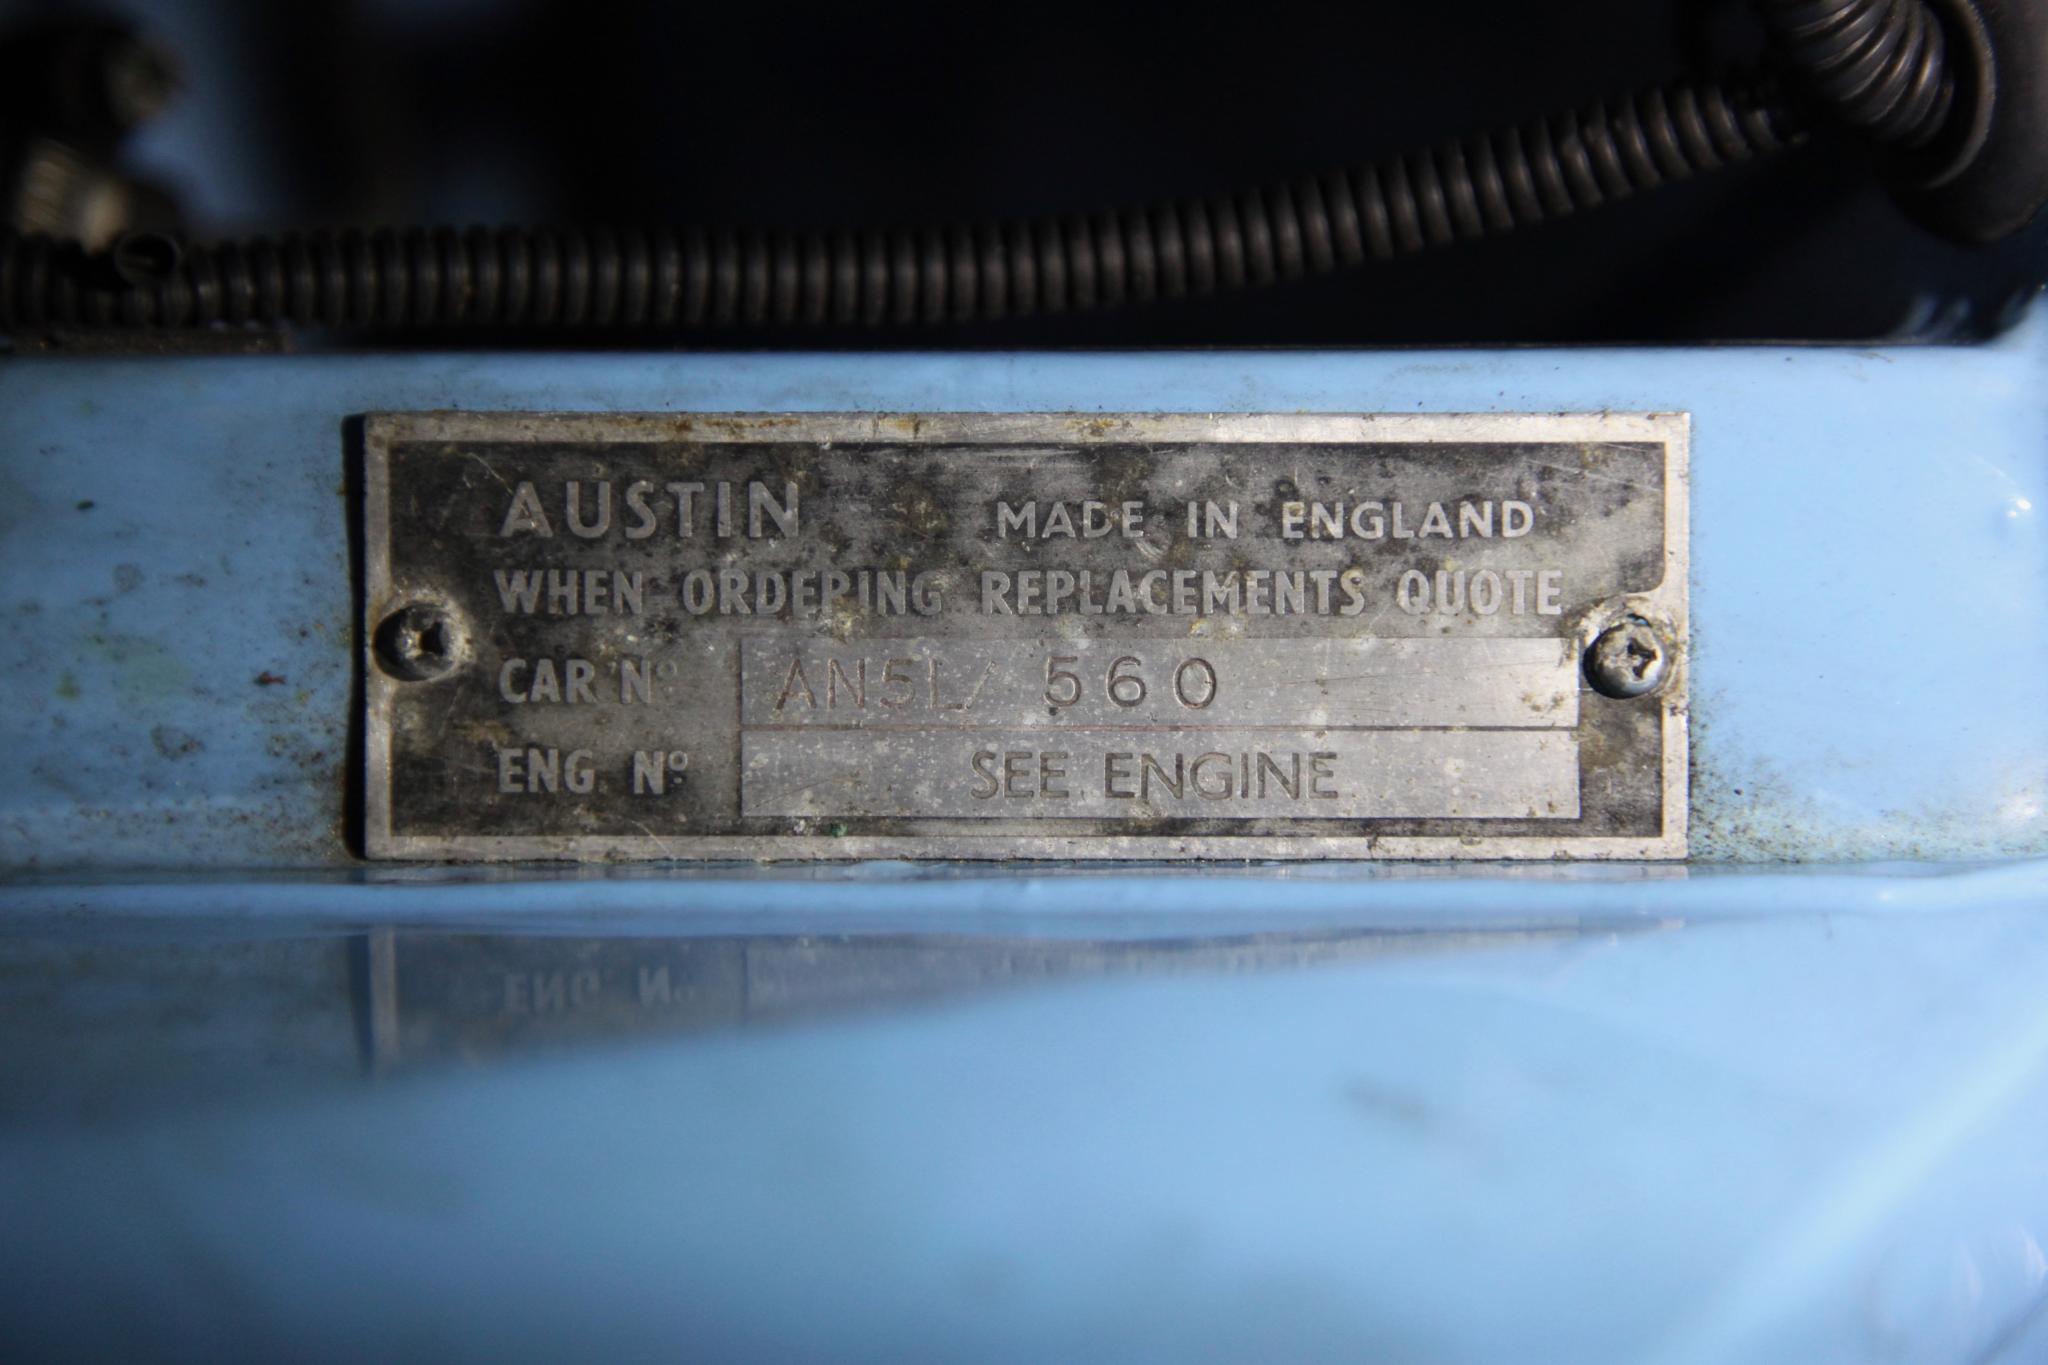 AUSTIN MADE IN ENGLAND
WHEN ORDERING REPLACEMENTS QUOTE
CAR Nº AN5L/ 560
ENG. Nº SEE ENGINE